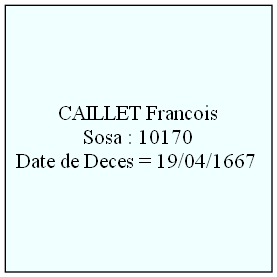 CAILLET Francois
Sosa : 10170
Date de Deces = 19/04/1667